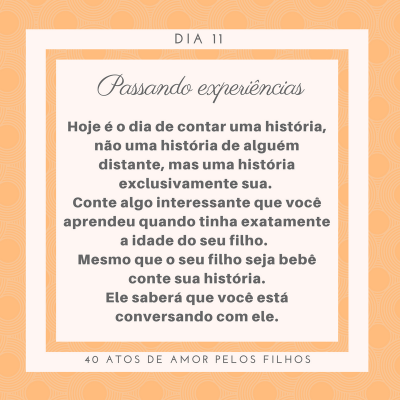 DIA 11
Passando experiências
Hoje é o dia de contar uma história,
não uma história de alguém
distante, mas uma história
exclusivamente sua.
Conte algo interessante que você
aprendeu quando tinha exatamente
a idade do seu filho.
Mesmo que o seu filho seja bebê
conte sua história.
Ele saberá que você está
conversando com ele.
40 ATOS DE AMOR PELOS FILHOS